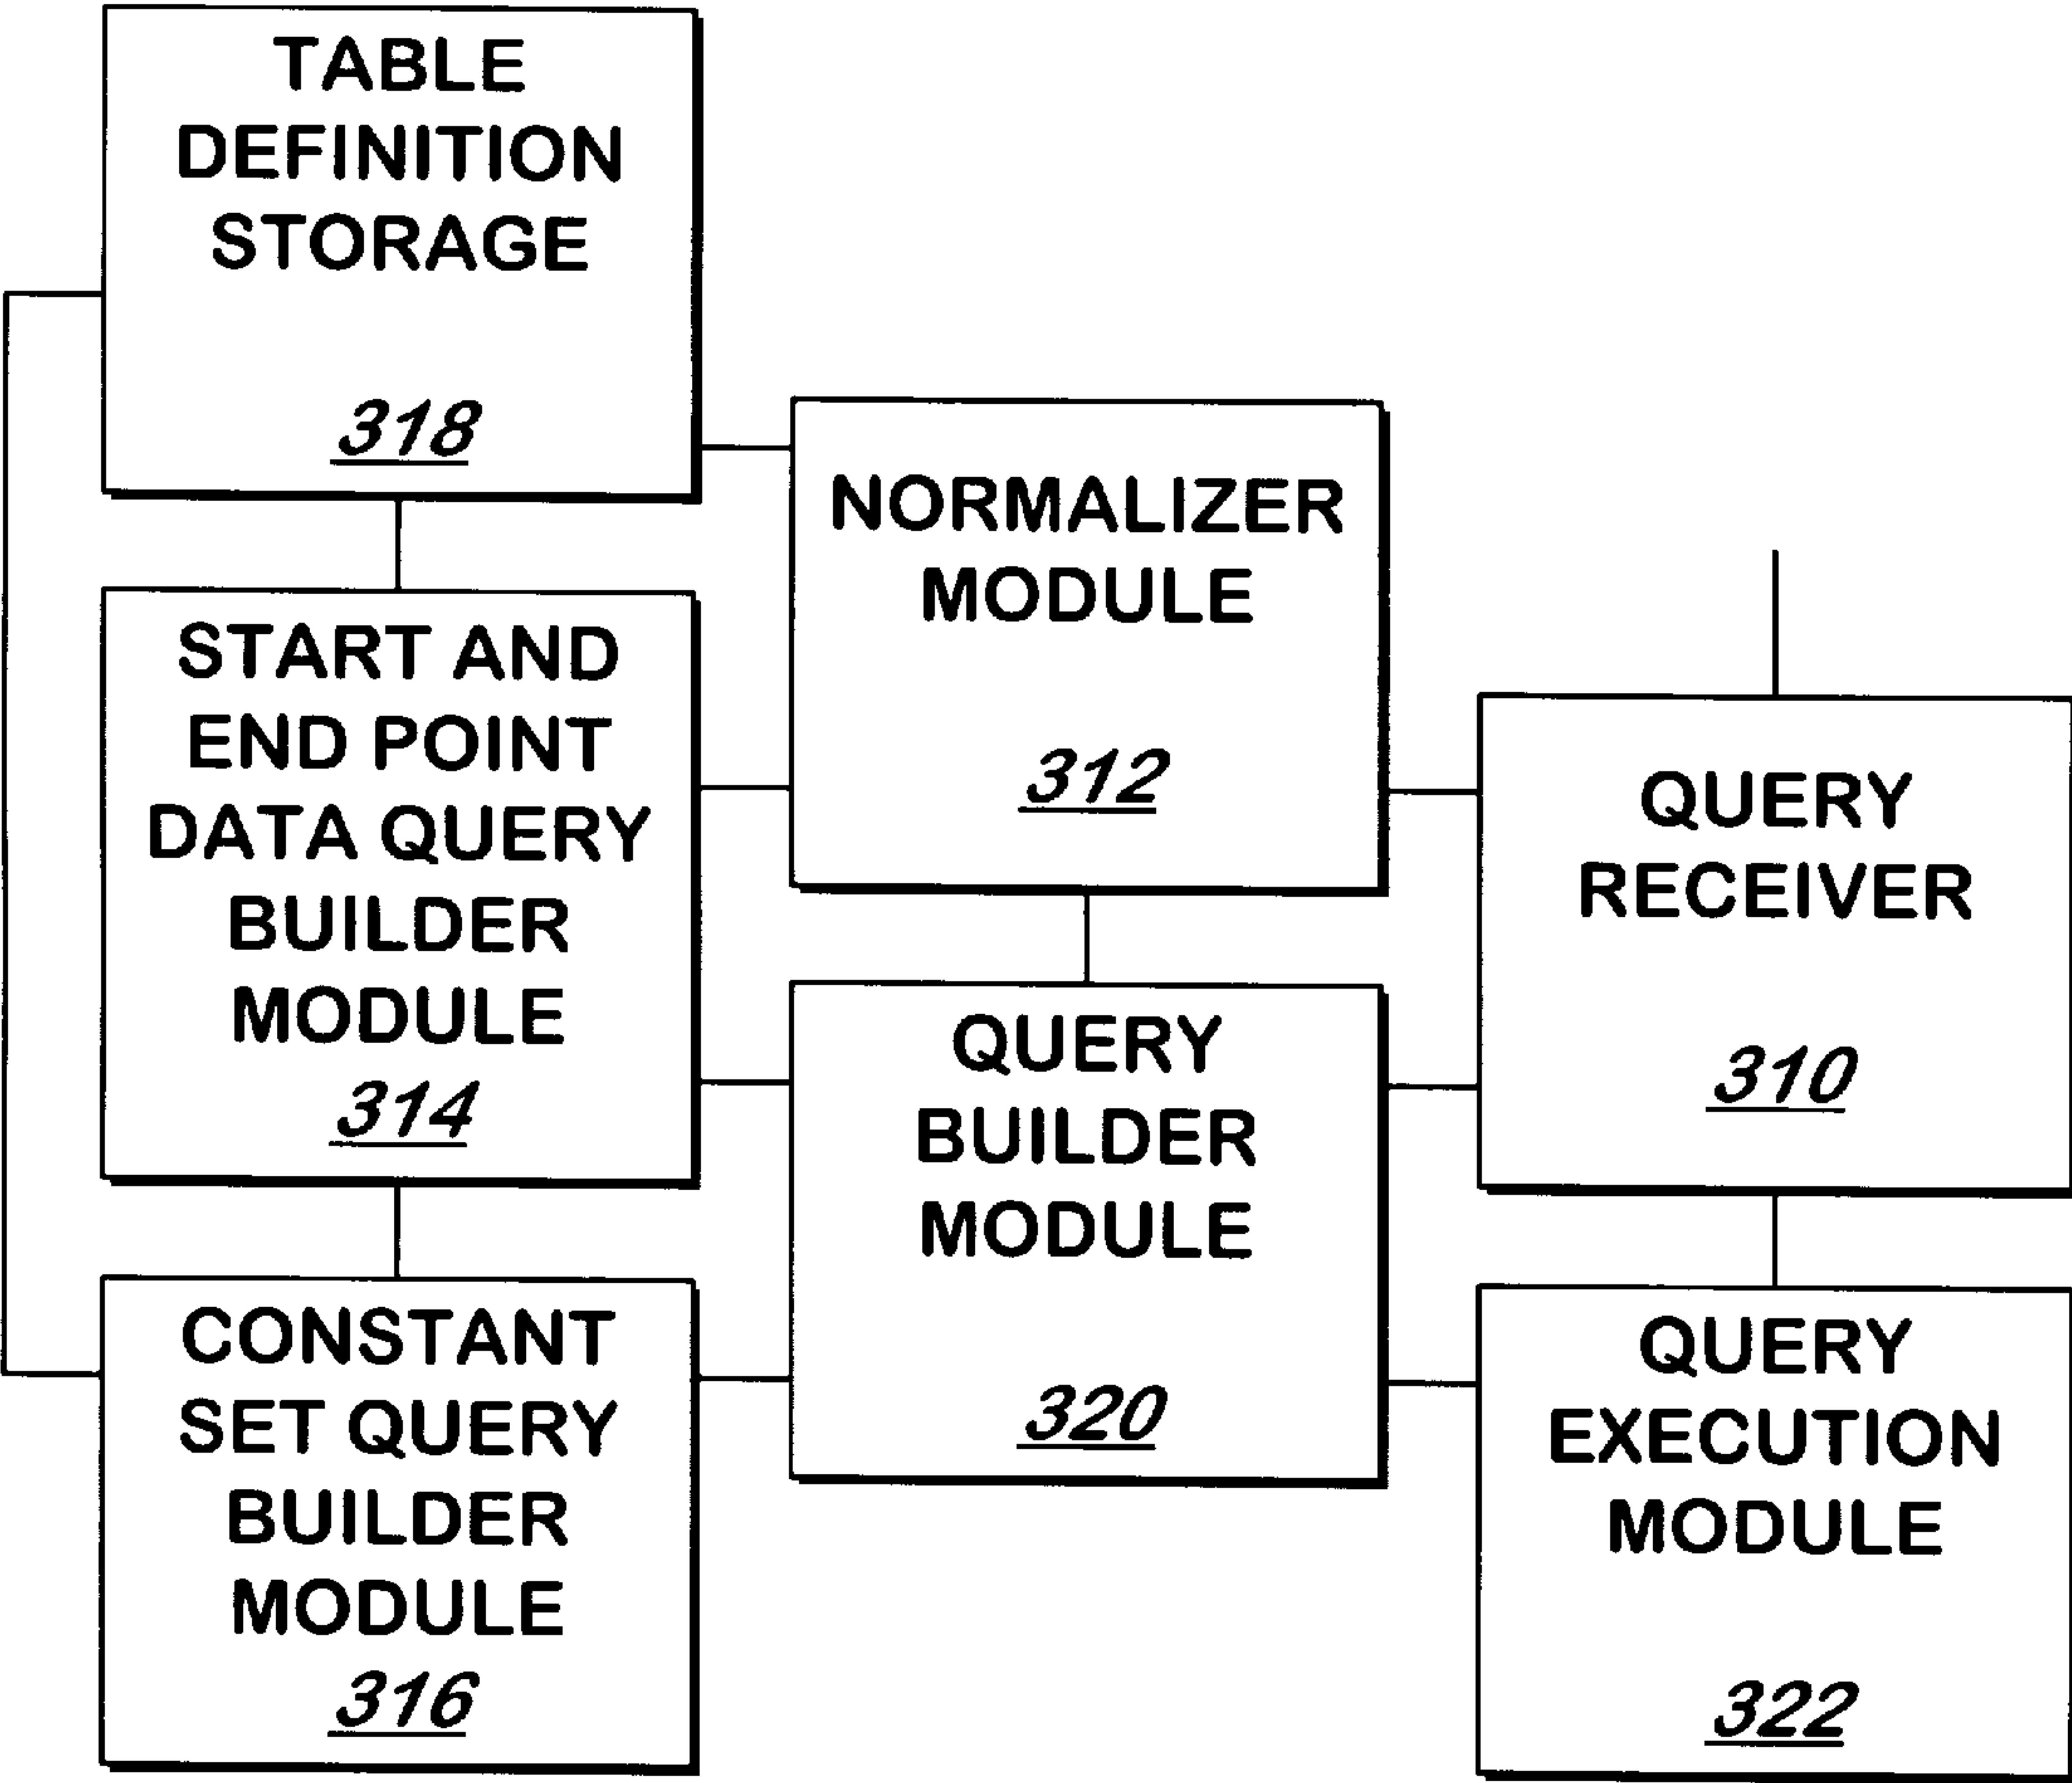 TABLE
DEFINITION
STORAGE
318
START AND
END POINT
DATA QUERY
BUILDER
MODULE
314
CONSTANT
SET QUERY
BUILDER
MODULE
316
NORMALIZER
MODULE
312
QUERY
BUILDER
MODULE
320
QUERY
RECEIVER
310
QUERY
EXECUTION
MODULE
322